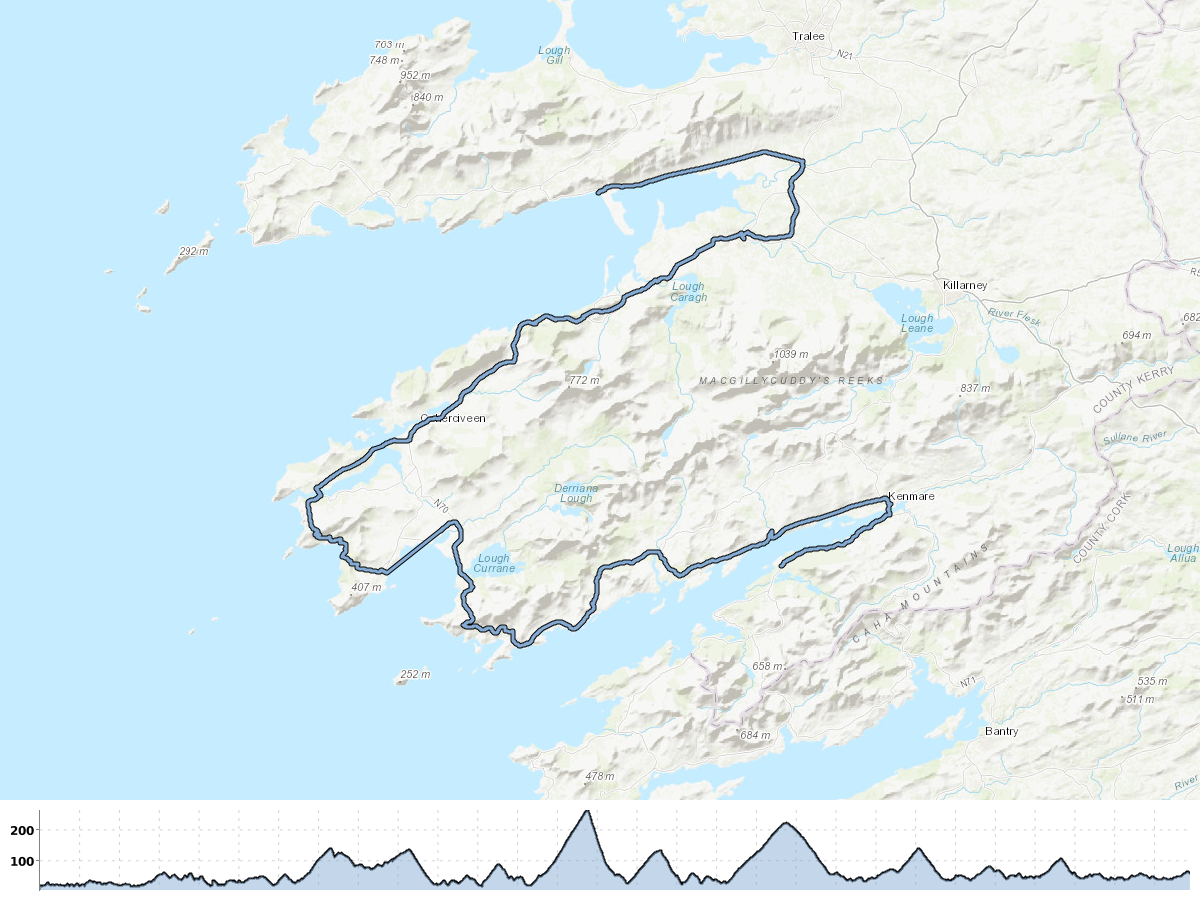 Tralee
703 m
N21
Lough
Gill
748 m
952 m
840 m
292 m
Killarney
Lough
Caragh
River Flesk
Lough
Leane
682
694 m
1039 m
772 m
MACGILLYCUDDY'S REEKS
837 m
COUNTY KERRY
Caherciveen
Sullane River
Derriana
Lough
Kenmare
N70
COUNTY CORK
Lough
Allua
Lough
Currane
407 m
CAHA MOUNTAINS
658 m
252 m
N71
535 m
511 m
684 m
Bantry
478 m
River
200
100